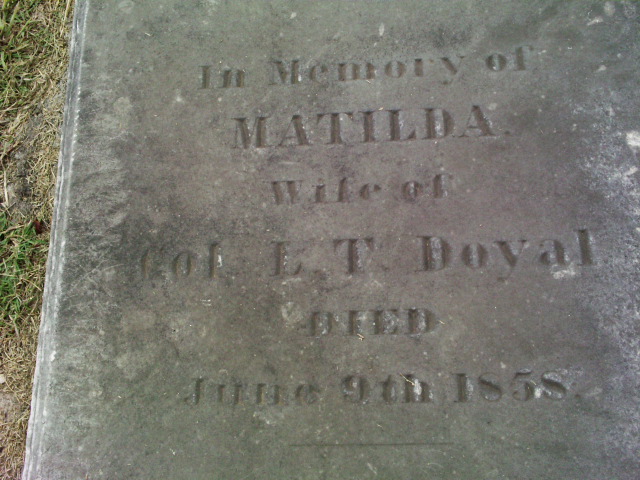 In Memory of
MATILDA.
Wife of
Col. L. T. Doyal
DIED
June 9th 1858.